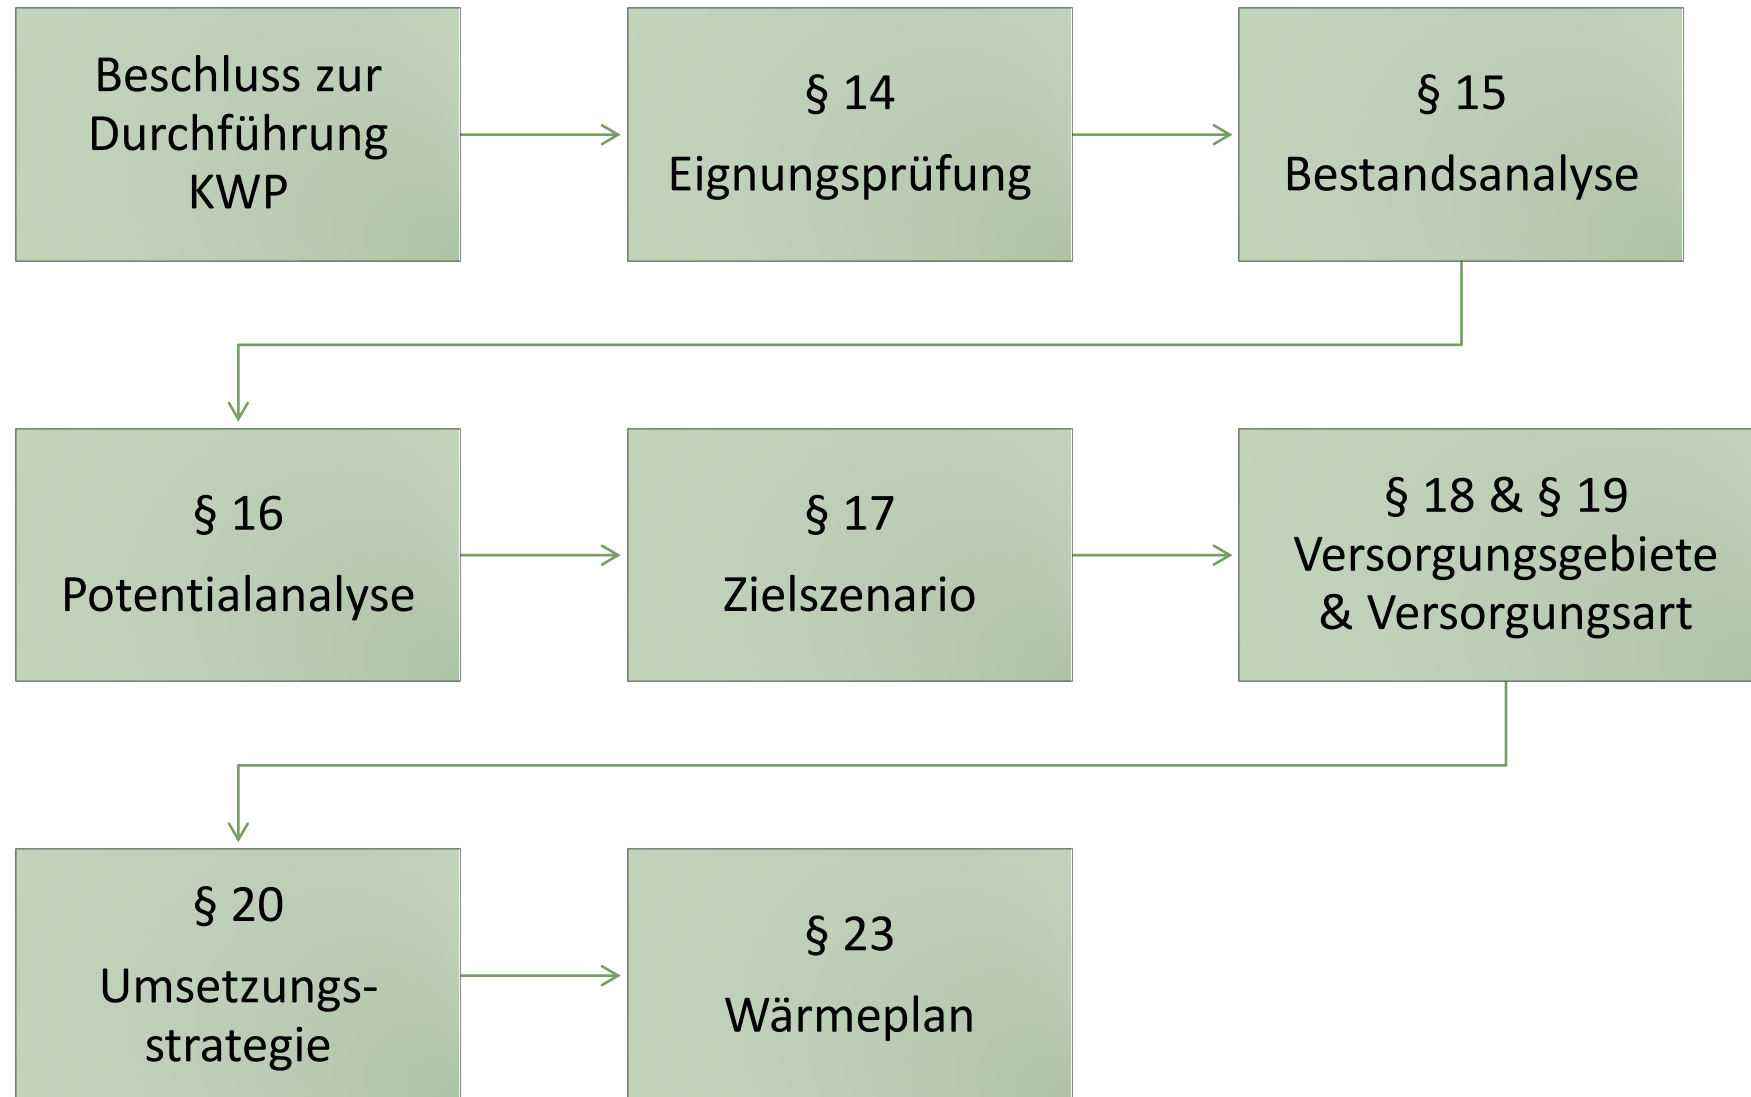 Beschluss zur
Durchführung
KWP
§ 14
Eignungsprüfung
§ 15
Bestandsanalyse
§ 16
Potentialanalyse
§ 17
Zielszenario
§ 18 & § 19
Versorgungsgebiete
& Versorgungsart
§ 20
Umsetzungs-
strategie
§ 23
Wärmeplan